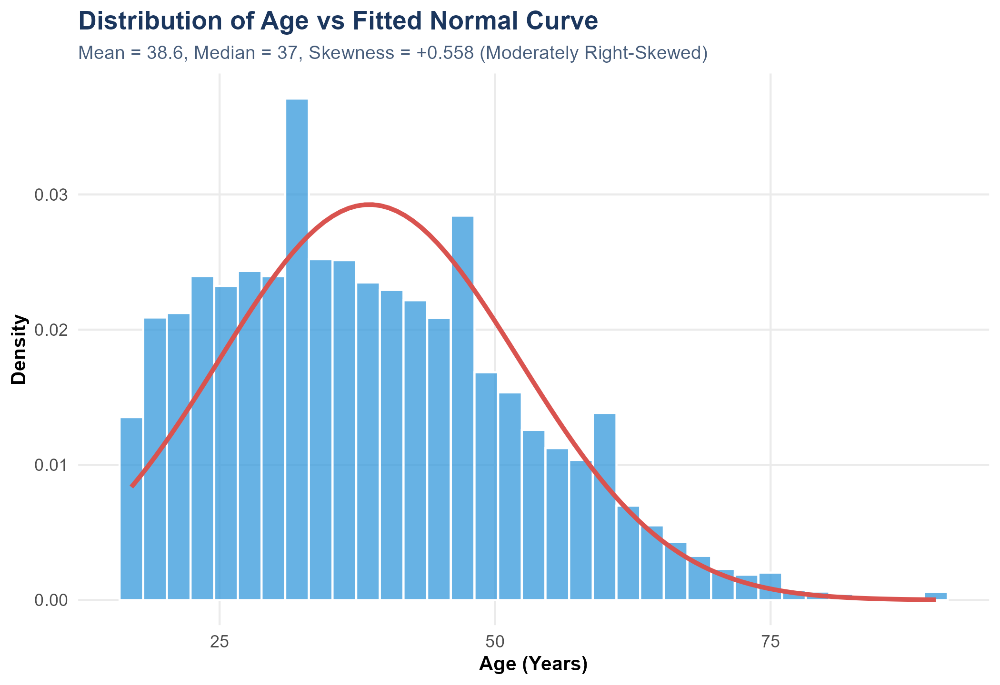 Distribution of Age vs Fitted Normal Curve
Mean = 38.6, Median = 37, Skewness = +0.558 (Moderately Right-Skewed)
Density
0.03
0.02
0.01
0.00
25 50 75
Age (Years)